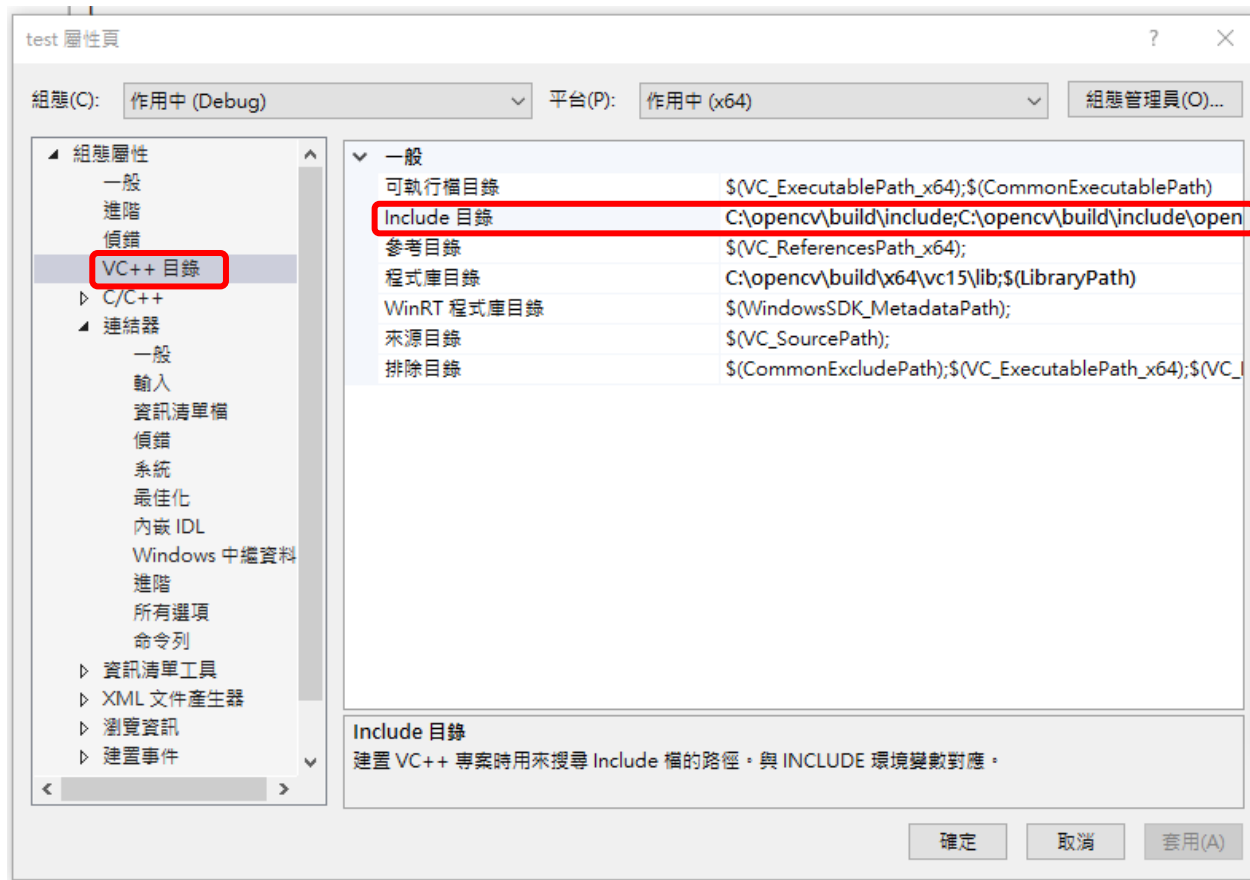 test 屬性頁
組態(C): 作用中 (Debug) 平台(P): 作用中 (x64) 組態管理員(O)...
組態屬性
一般
進階
偵錯
VC++ 目錄
C/C++
連結器
一般
輸入
資訊清單檔
偵錯
系統
最佳化
內嵌 IDL
Windows 中繼資料
進階
所有選項
命令列
資訊清單工具
XML 文件產生器
瀏覽資訊
建置事件
一般
可執行檔目錄 $(VC_ExecutablePath_x64);$(CommonExecutablePath)
Include 目錄 C:\opencv\build\include;C:\opencv\build\include\open
參考目錄 $(VC_ReferencesPath_x64);
程式庫目錄 C:\opencv\build\x64\vc15\lib;$(LibraryPath)
WinRT 程式庫目錄 $(WindowsSDK_MetadataPath);
來源目錄 $(VC_SourcePath);
排除目錄 $(CommonExcludePath);$(VC_ExecutablePath_x64);$(VC_I
Include 目錄
建置 VC++ 專案時用來搜尋 Include 檔的路徑。與 INCLUDE 環境變數對應。
確定 取消 套用(A)